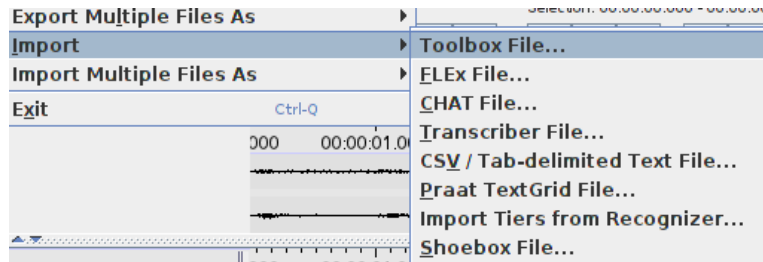 Export Multiple Files As
Import
Import Multiple Files As
Exit Ctrl-Q
000 00:00:01.00
Toolbox File...
FLEx File...
CHAT File...
Transcriber File...
CSV / Tab-delimited Text File...
Praat TextGrid File...
Import Tiers from Recognizer...
Shoebox File...